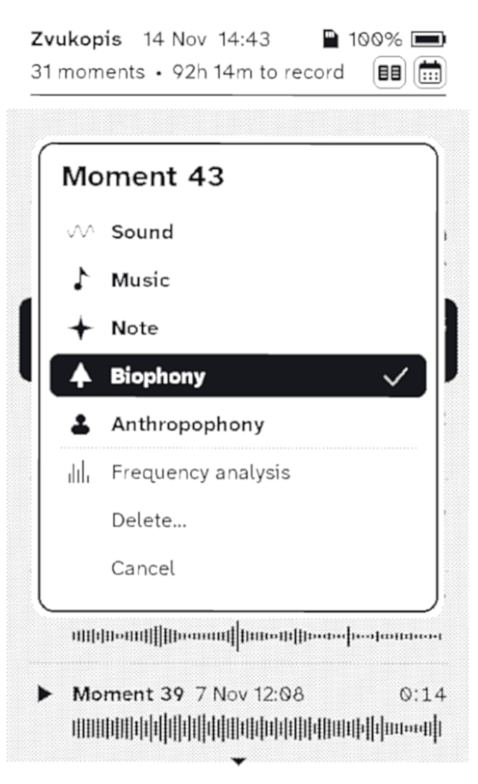 Zvukopis 14 Nov 14:43 100%
31 moments • 92h 14m to record
Moment 43
Sound
Music
Note
Biophony
Anthropophony
Frequency analysis
Delete...
Cancel
Moment 39 7 Nov 12:08 0:14